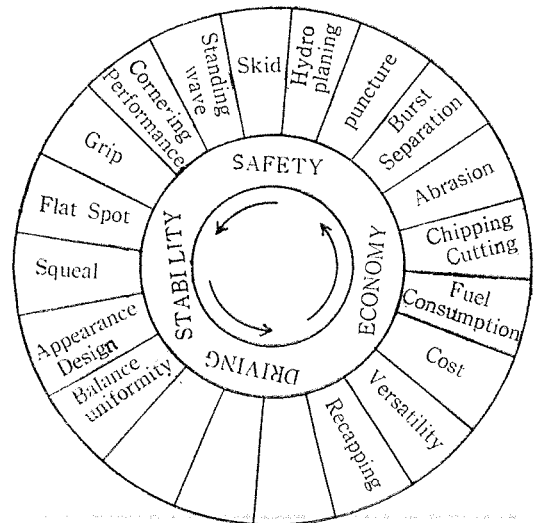 Skid
Hydro
planing
puncture
Burst
Separation
Abrasion
Chipping
Cutting
Fuel
Consumption
Cost
Versatility
Recapping
Balance
uniformity
Appearance
Design
Squeal
Flat Spot
Grip
Cornering
Performance
Standing
wave
SAFETY
ECONOMY
DRIVING
STABILITY